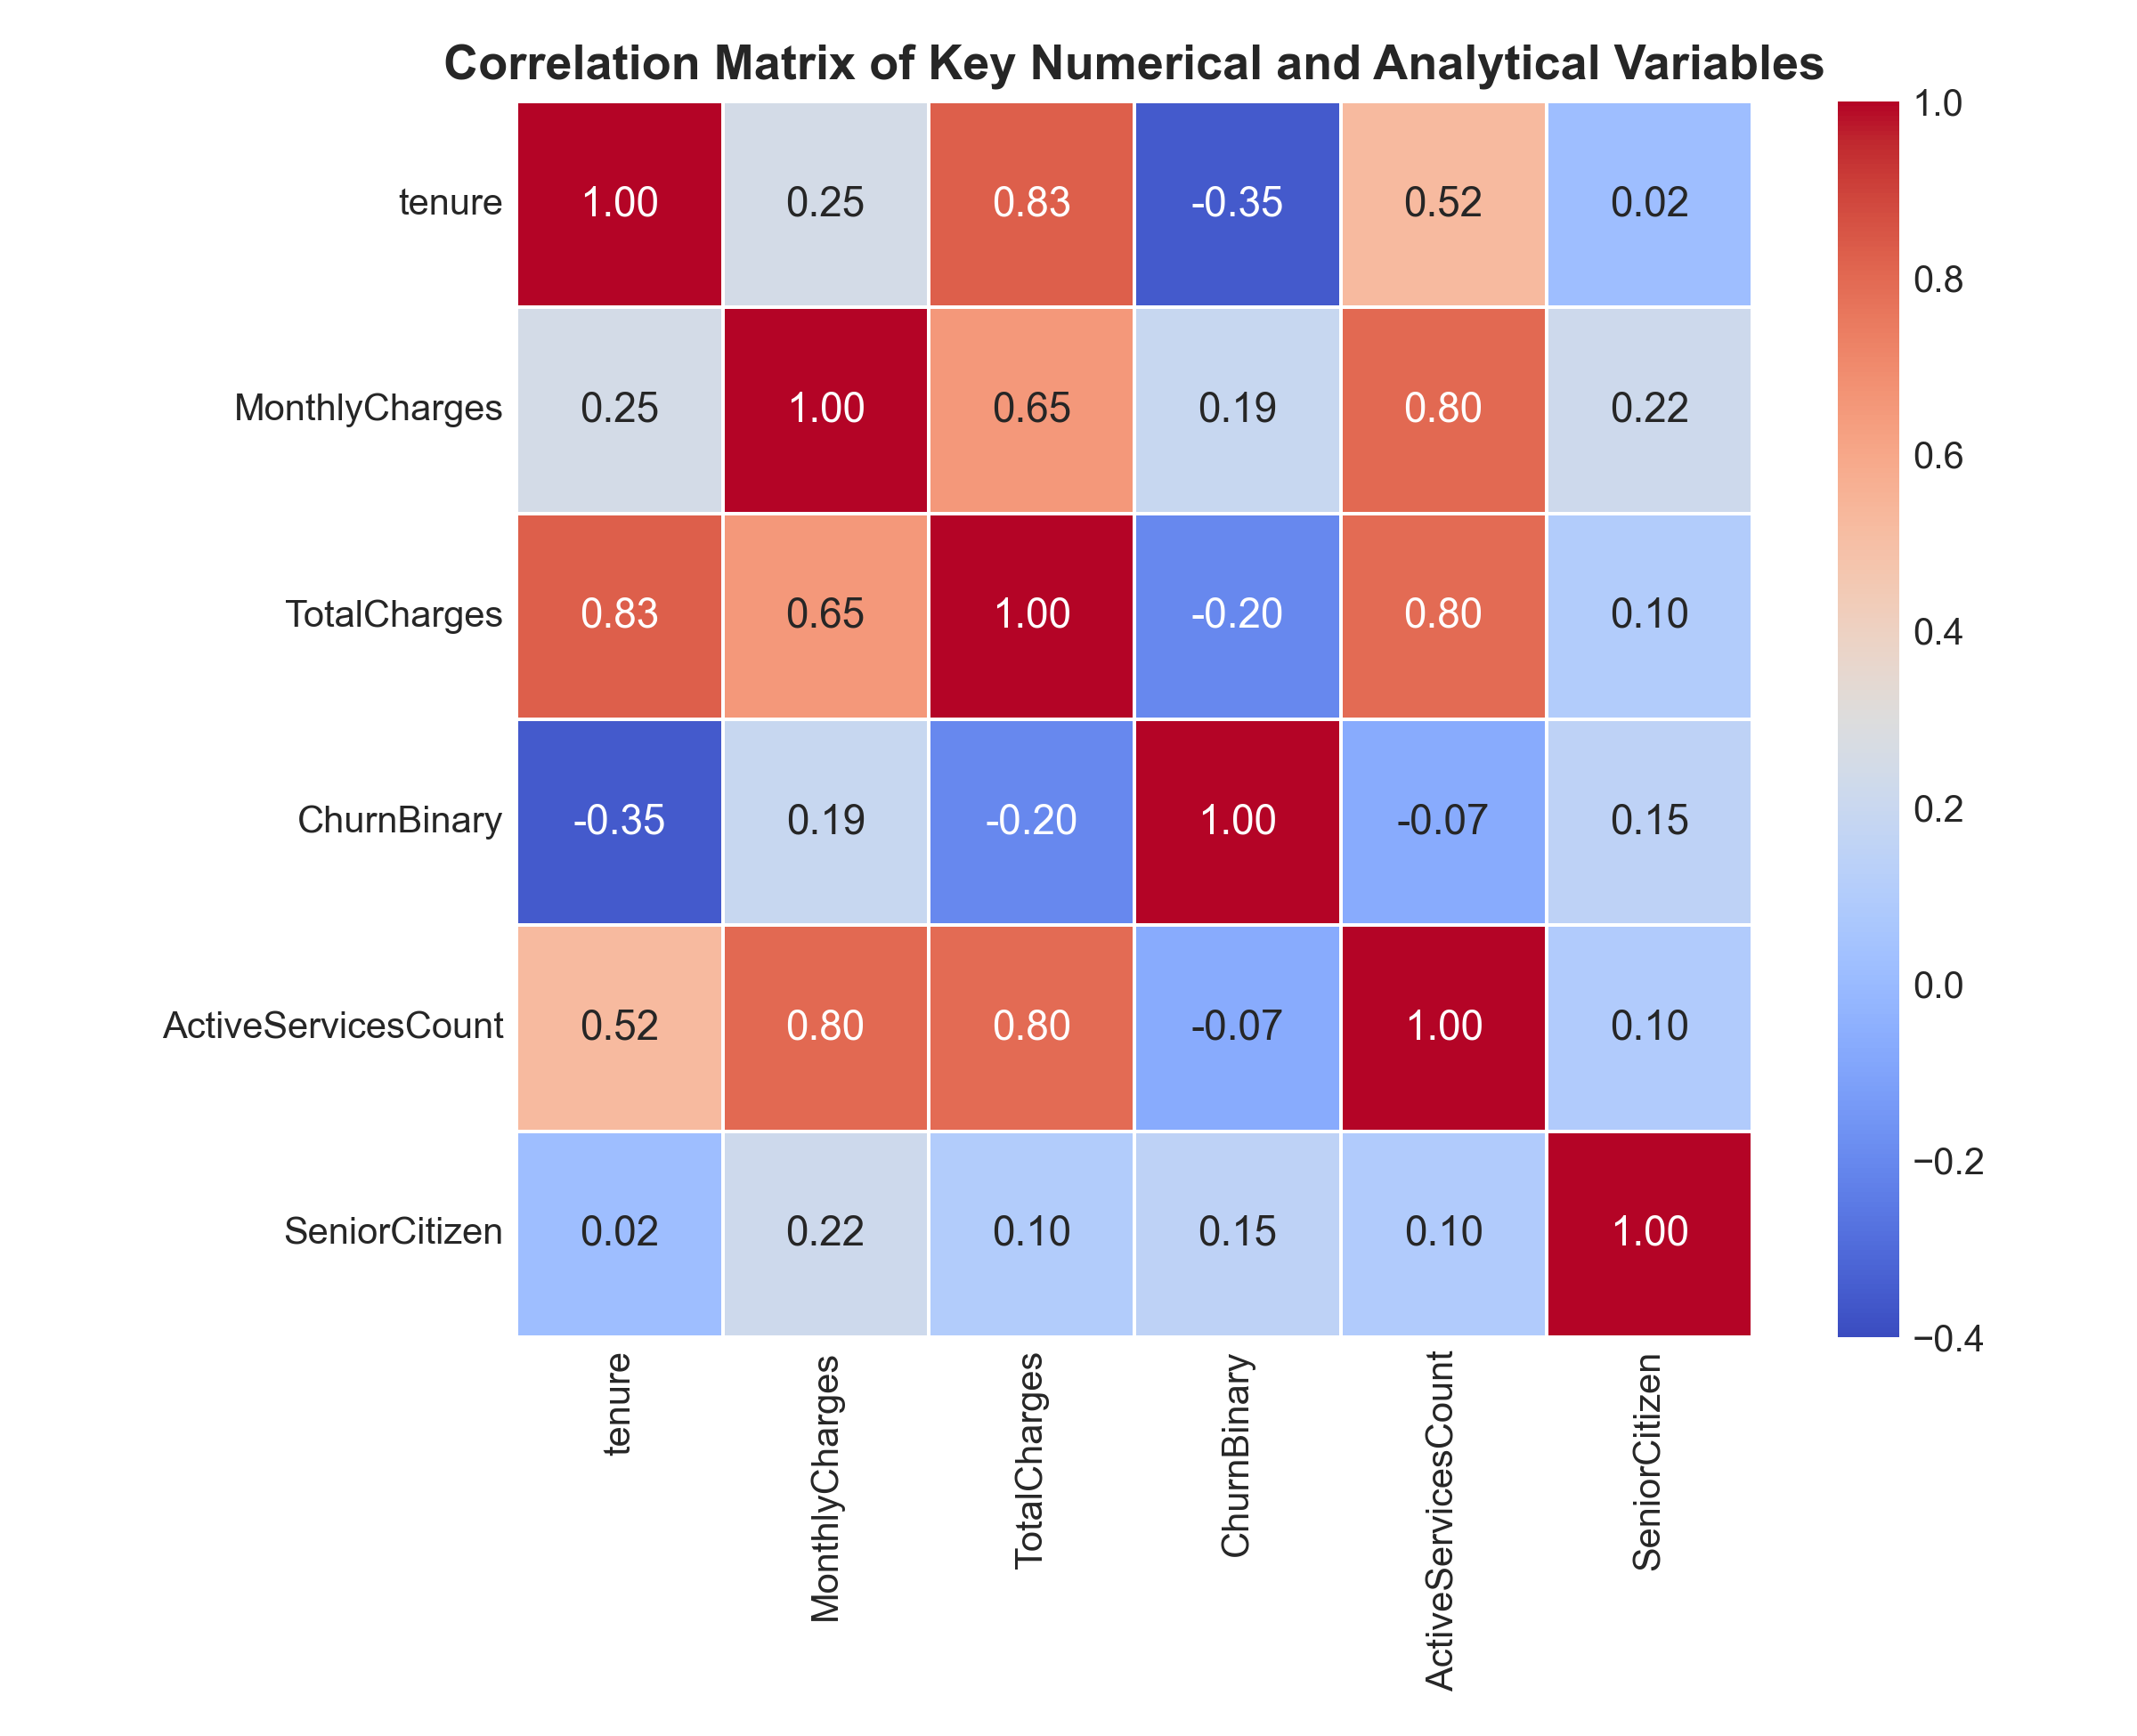 Correlation Matrix of Key Numerical and Analytical Variables
1.0
tenure 1.00 0.25 0.83 -0.35 0.52 0.02
0.8
MonthlyCharges 0.25 1.00 0.65 0.19 0.80 0.22
0.6
TotalCharges 0.83 0.65 1.00 -0.20 0.80 0.10
0.4
ChurnBinary -0.35 0.19 -0.20 1.00 -0.07 0.15
0.2
0.0
ActiveServicesCount 0.52 0.80 0.80 -0.07 1.00 0.10
−0.2
SeniorCitizen 0.02 0.22 0.10 0.15 0.10 1.00
−0.4
tenure
MonthlyCharges
TotalCharges
ChurnBinary
ActiveServicesCount
SeniorCitizen